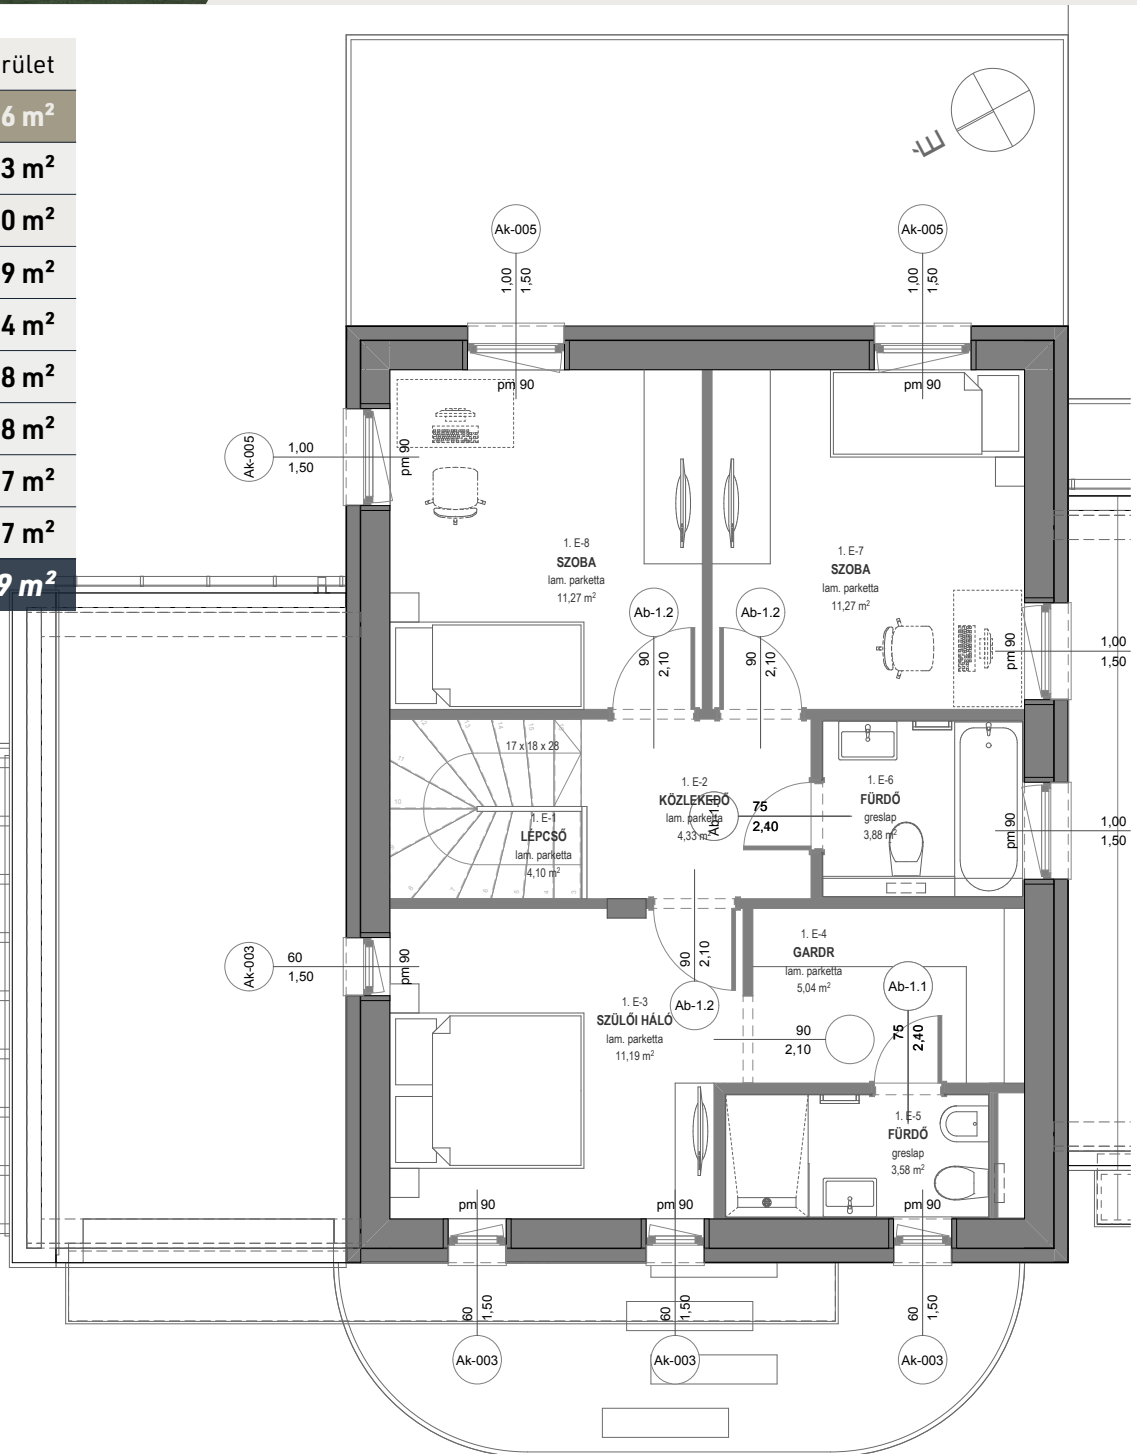 rület
6 m²
3 m²
0 m²
9 m²
4 m²
8 m²
8 m²
7 m²
7 m²
9 m²
É
Ak-005
1,00
1,50
pm 90
Ak-005
1,00
1,50
pm 90
Ak-005
1,00
1,50
pm 90
1. E-8
SZOBA
lam. parketta
11,27 m²
1. E-7
SZOBA
lam. parketta
11,27 m²
Ab-1.2
90
2,10
Ab-1.2
90
2,10
pm 90
1,00
1,50
17 x 18 x 28
1. E-1
LÉPCSŐ
lam. parketta
4,10 m²
1. E-2
KÖZLEKEDŐ
lam. parketta
4,33 m²
75
2,40
1. E-6
FÜRDŐ
greslap
3,88 m²
pm 90
1,00
1,50
Ak-003
60
1,50
pm 90
90
2,10
Ab-1.2
1. E-3
SZÜLŐI HÁLÓ
lam. parketta
11,19 m²
1. E-4
GARDR
lam. parketta
5,04 m²
Ab-1.1
75
2,40
90
2,10
1. E-5
FÜRDŐ
greslap
3,58 m²
pm 90
60
1,50
Ak-003
pm 90
60
1,50
Ak-003
pm 90
60
1,50
Ak-003